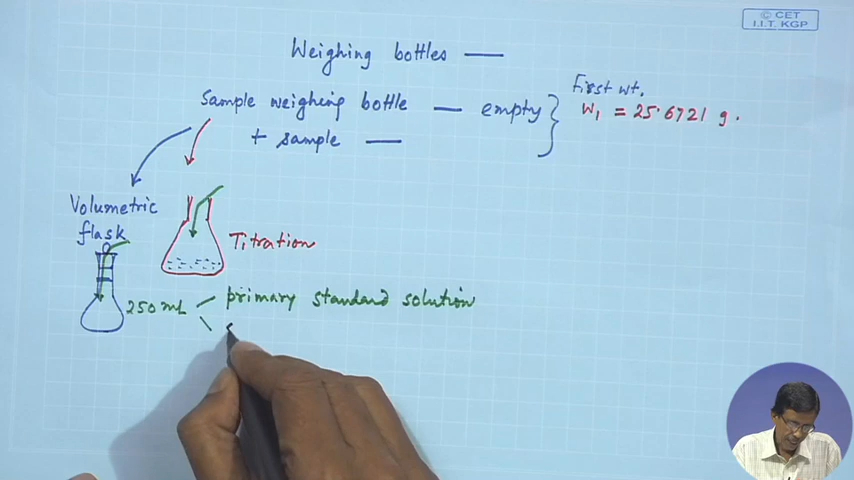 © CET
I.I.T. KGP
Weighing bottles —
First wt.
Sample weighing bottle — empty
W1 = 25.6721 g.
+ sample —
Volumetric
flask
Titration
250 mL
primary standard solution